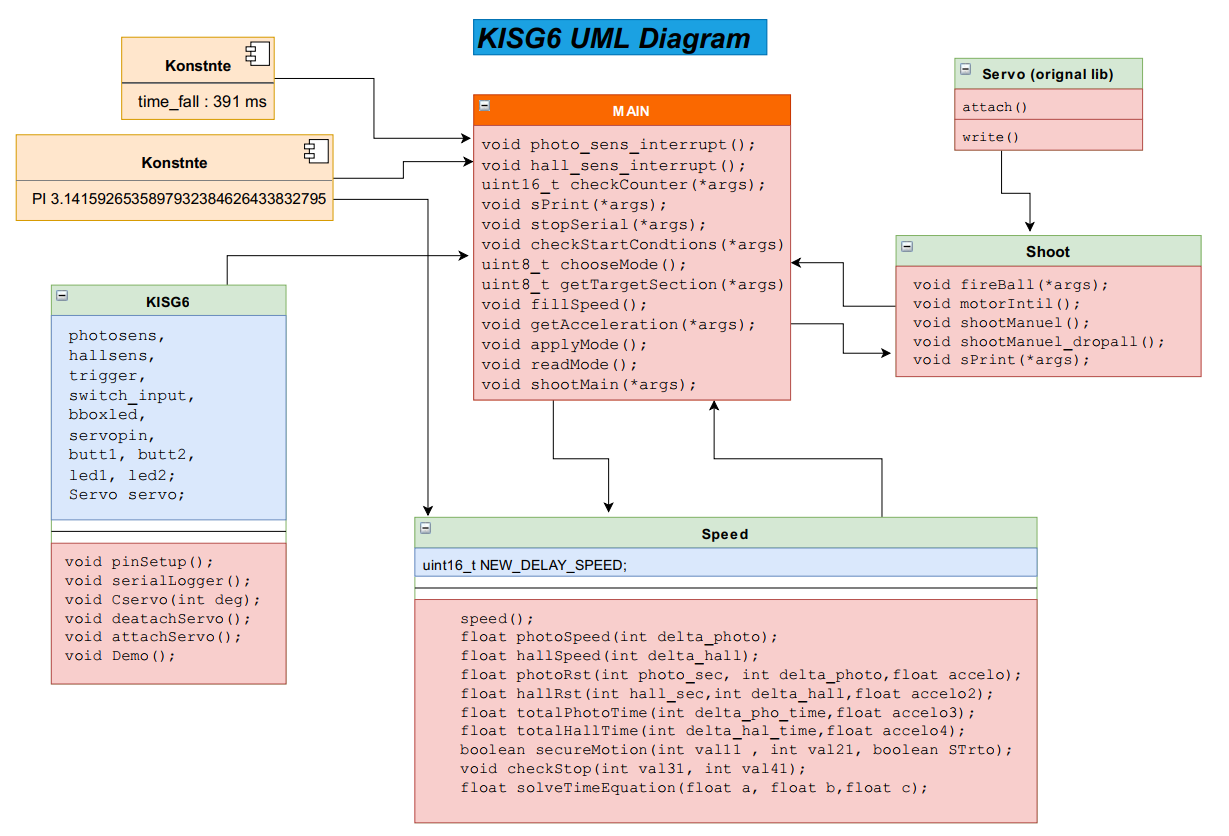 KISG6 UML Diagram
Konstnte
time_fall : 391 ms
Konstnte
PI 3.1415926535897932384626433832795
MAIN
void photo_sens_interrupt();
void hall_sens_interrupt();
uint16_t checkCounter(*args);
void sPrint(*args);
void stopSerial(*args);
void checkStartCondtions(*args)
uint8_t chooseMode();
uint8_t getTargetSection(*args)
void fillSpeed();
void getAcceleration(*args);
void applyMode();
void readMode();
void shootMain(*args);
Servo (orignal lib)
attach()
write()
Shoot
void fireBall(*args);
void motorIntil();
void shootManuel();
void shootManuel_dropall();
void sPrint(*args);
KISG6
photosens,
hallsens,
trigger,
switch_input,
bboxled,
servopin,
butt1, butt2,
led1, led2;
Servo servo;
void pinSetup();
void serialLogger();
void Cservo(int deg);
void deatachServo();
void attachServo();
void Demo();
Speed
uint16_t NEW_DELAY_SPEED;
speed();
float photoSpeed(int delta_photo);
float hallSpeed(int delta_hall);
float photoRst(int photo_sec, int delta_photo,float accelo);
float hallRst(int hall_sec,int delta_hall,float accelo2);
float totalPhotoTime(int delta_pho_time,float accelo3);
float totalHallTime(int delta_hal_time,float accelo4);
boolean secureMotion(int val11 , int val21, boolean STrto);
void checkStop(int val31, int val41);
float solveTimeEquation(float a, float b,float c);